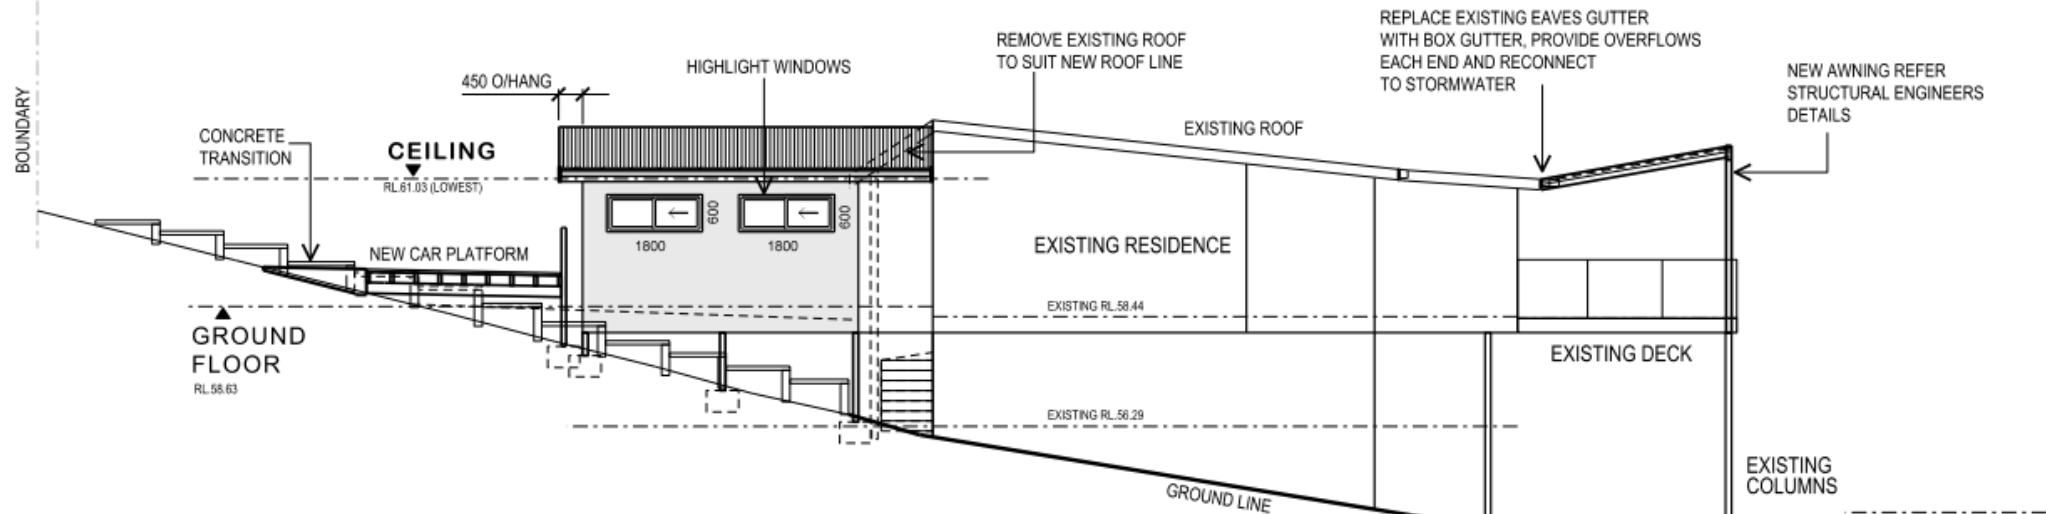 BOUNDARY
CONCRETE
TRANSITION
450 O/HANG
CEILING
RL.61.03 (LOWEST)
HIGHLIGHT WINDOWS
REMOVE EXISTING ROOF
TO SUIT NEW ROOF LINE
EXISTING ROOF
REPLACE EXISTING EAVES GUTTER
WITH BOX GUTTER, PROVIDE OVERFLOWS
EACH END AND RECONNECT
TO STORMWATER
NEW AWNING REFER
STRUCTURAL ENGINEERS
DETAILS
NEW CAR PLATFORM
600
1800
600
1800
EXISTING RESIDENCE
GROUND
FLOOR
RL.58.63
EXISTING RL.58.44
EXISTING DECK
EXISTING RL.56.29
GROUND LINE
EXISTING
COLUMNS